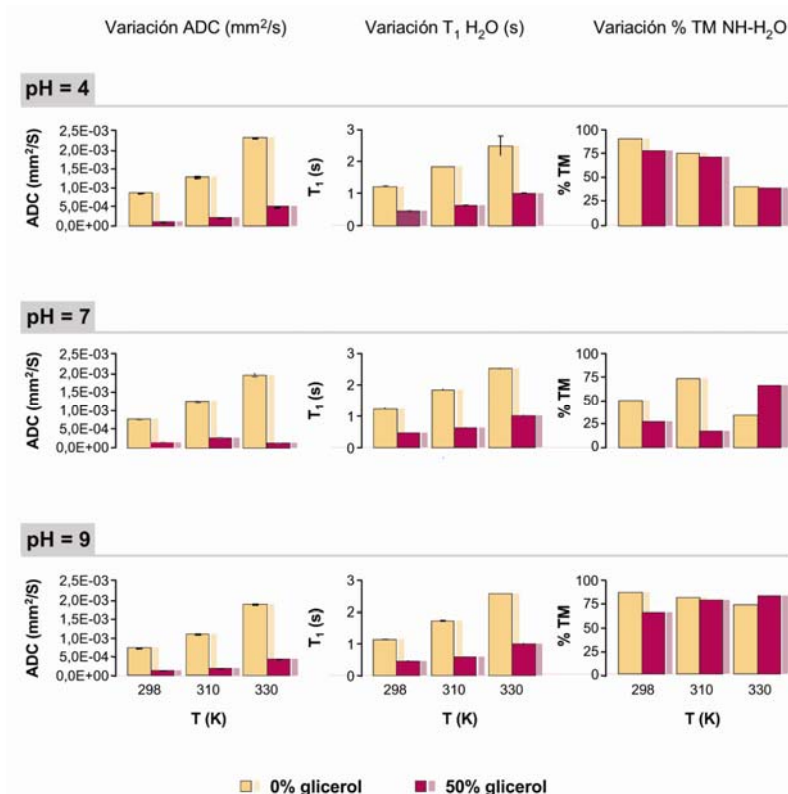 Variación ADC (mm²/s) Variación T₁ H₂O (s) Variación % TM NH-H₂O
pH = 4
ADC (mm²/S)
2,5E-03
2,0E-03
1,5E-03
1,0E-03
5,0E-04
0,0E+00
T₁ (s)
3
2
1
0
% TM
100
75
50
25
0
pH = 7
ADC (mm²/S)
2,5E-03
2,0E-03
1,5E-03
1,0E-03
5,0E-04
0,0E+00
T₁ (s)
3
2
1
0
% TM
100
75
50
25
0
pH = 9
ADC (mm²/S)
2,5E-03
2,0E-03
1,5E-03
1,0E-03
5,0E-04
0,0E+00
T₁ (s)
3
2
1
0
% TM
100
75
50
25
0
298 310 330 298 310 330 298 310 330
T (K) T (K) T (K)
0% glicerol 50% glicerol